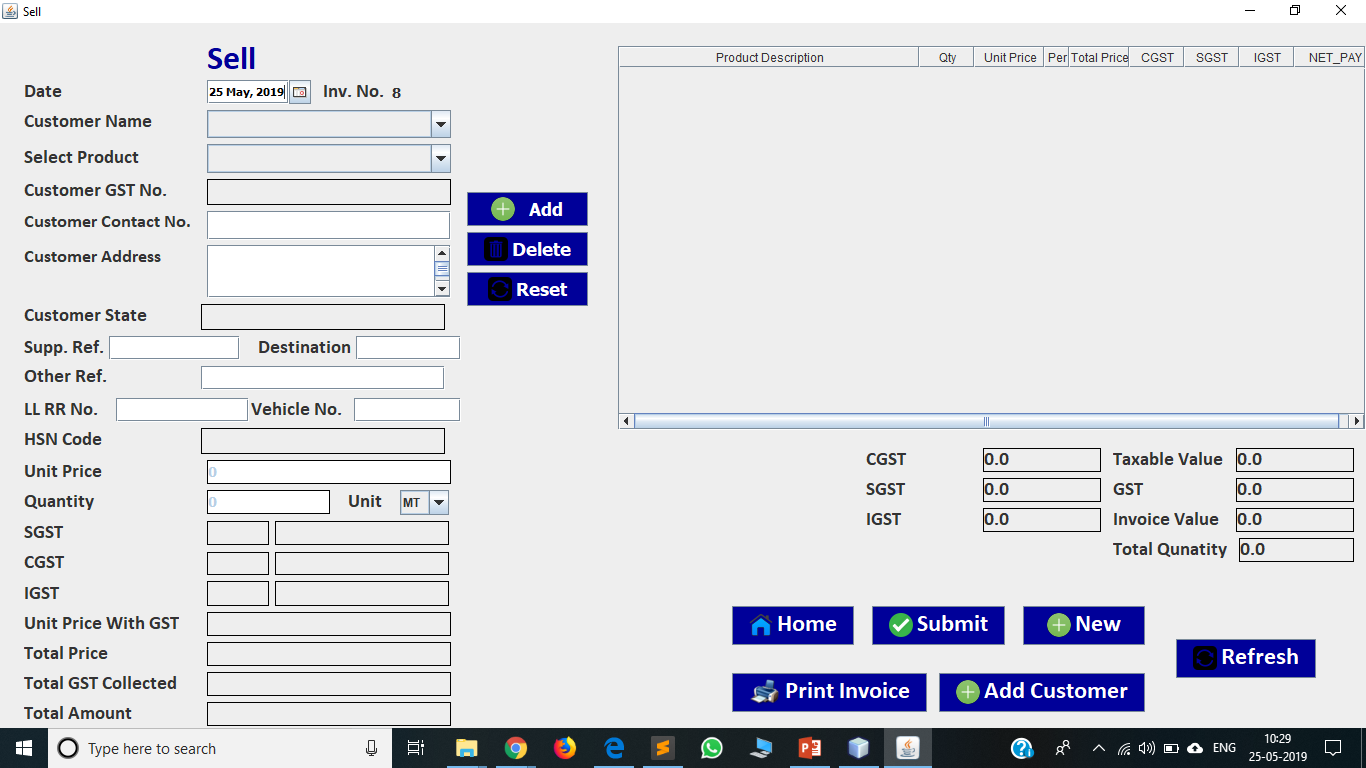 Sell
Sell
Date 25 May, 2019 Inv. No. 8
Customer Name
Select Product
Customer GST No.
Customer Contact No.
Customer Address
Customer State
Supp. Ref. Destination
Other Ref.
LL RR No. Vehicle No.
HSN Code
Unit Price 0
Quantity 0 Unit MT
SGST
CGST
IGST
Unit Price With GST
Total Price
Total GST Collected
Total Amount
Add
Delete
Reset
Product Description Qty Unit Price Per Total Price CGST SGST IGST NET_PAY
CGST 0.0 Taxable Value 0.0
SGST 0.0 GST 0.0
IGST 0.0 Invoice Value 0.0
Total Qunatity 0.0
Home Submit New
Refresh
Print Invoice Add Customer
Type here to search
ENG
10:29
25-05-2019